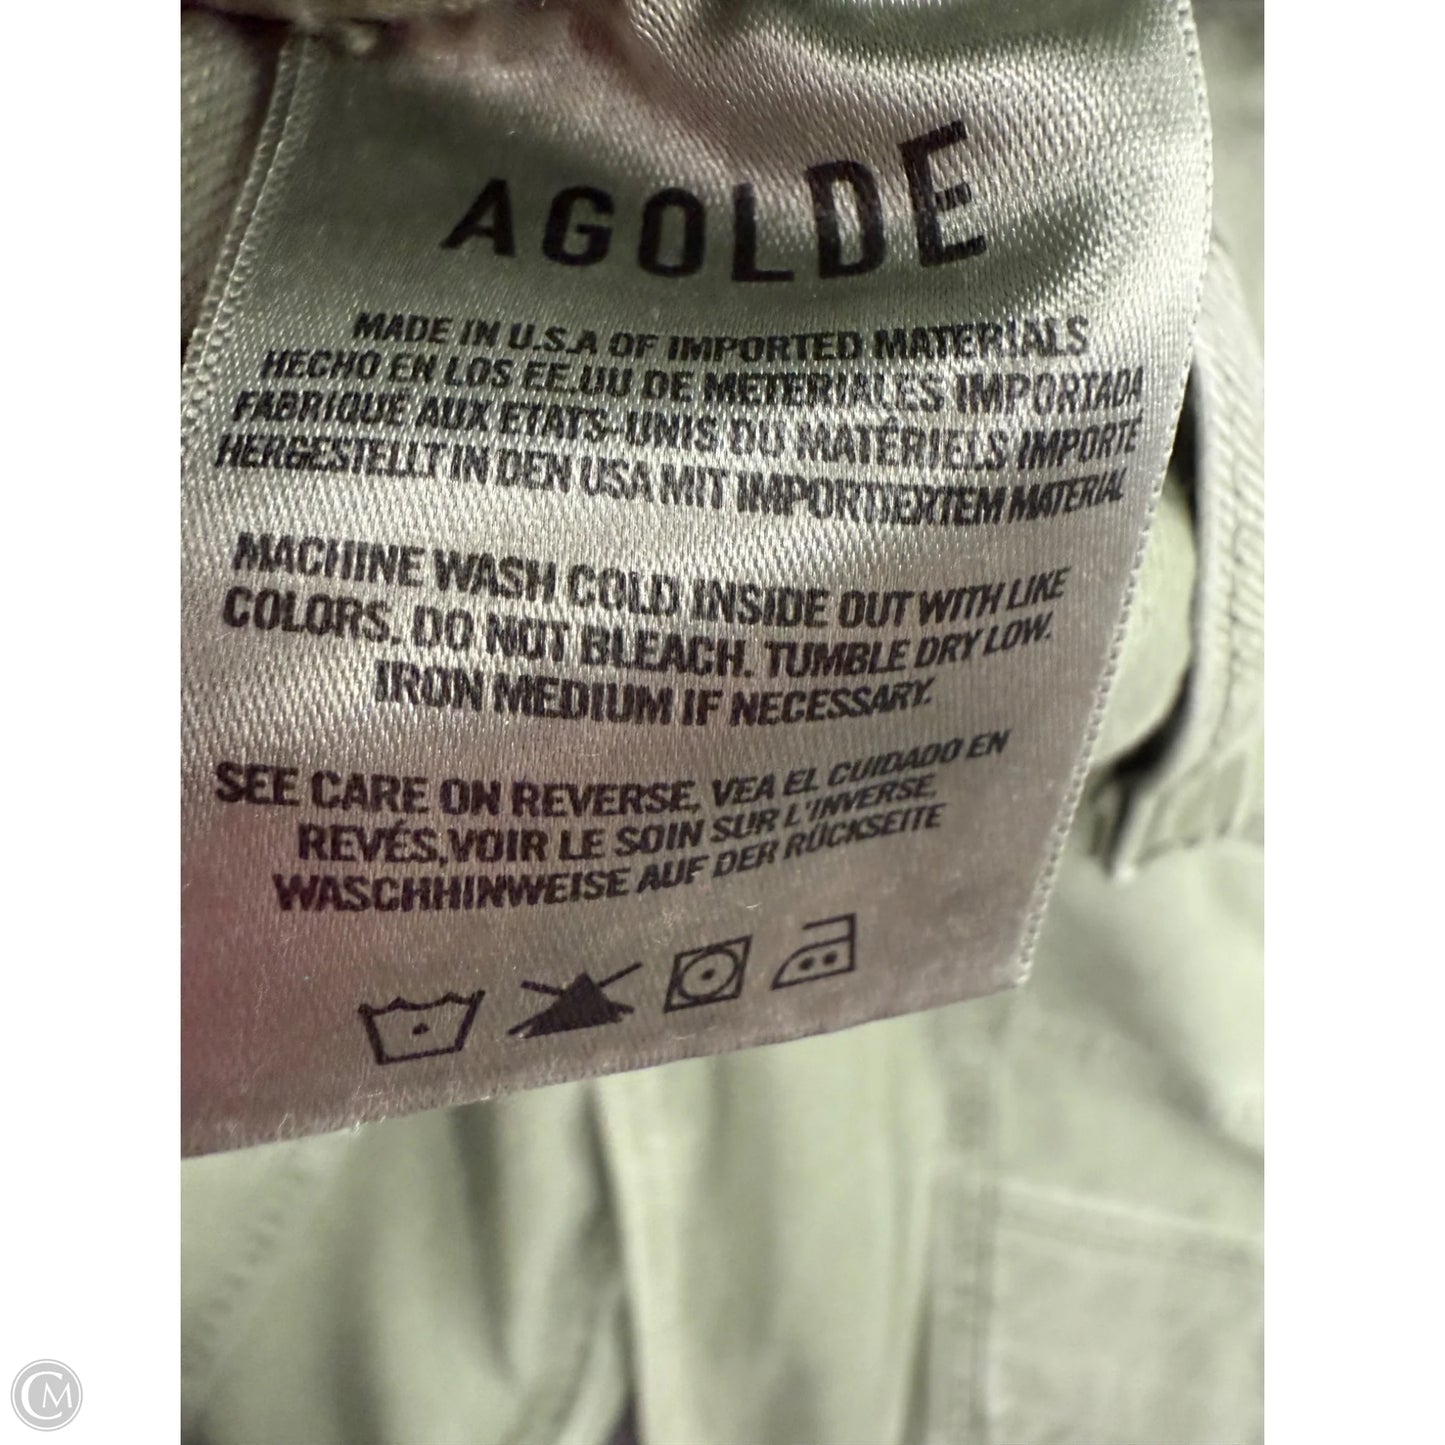 AGOLDE
MADE IN U.S.A OF IMPORTED MATERIALS
HECHO EN LOS EE.UU DE METERIALES IMPORTADA
FABRIQUÉ AUX ETATS-UNIS DU MATÉRIELS IMPORTE
HERGESTELLT IN DEN USA MIT IMPORTIERTEM MATERIAL
MACHINE WASH COLD INSIDE OUT WITH LIKE
COLORS. DO NOT BLEACH. TUMBLE DRY LOW.
IRON MEDIUM IF NECESSARY.
SEE CARE ON REVERSE, VEA EL CUIDADO EN
REVÉS,VOIR LE SOIN SUR L'INVERSE,
WASCHHINWEISE AUF DER RÜCKSEITE
CM